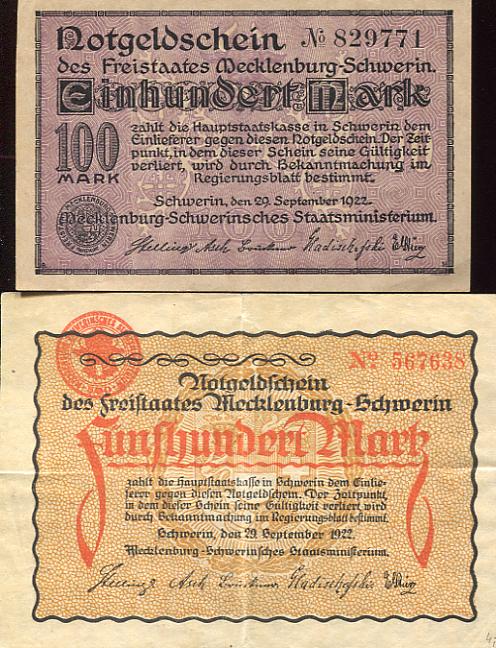 Notgeldschein № 829771
des Freistaates Mecklenburg-Schwerin.
Einhundert Mark
100
MARK
zahlt die Hauptstaatskasse in Schwerin dem
Einlieferer gegen diesen Notgeldschein. Der Zeit
punkt, in dem dieser Schein seine Gültigkeit
verliert, wird durch Bekanntmachung im
Regierungsblatt bestimmt.
Schwerin, den 29. September 1922.
Mecklenburg-Schwerinsches Staatsministerium.
Asch
№ 567638
Notgeldschein
des Freistaates Mecklenburg-Schwerin
Fünfhundert Mark
zahlt die Hauptstaatskasse in Schwerin dem Einlie-
ferer gegen diesen Notgeldschein. Der Zeitpunkt,
in dem dieser Schein seine Gültigkeit verliert wird
durch Bekanntmachung im Regierungsblatt bestimmt.
Schwerin, den 29. September 1922.
Mecklenburg-Schwerinsches Staatsministerium.
Asch